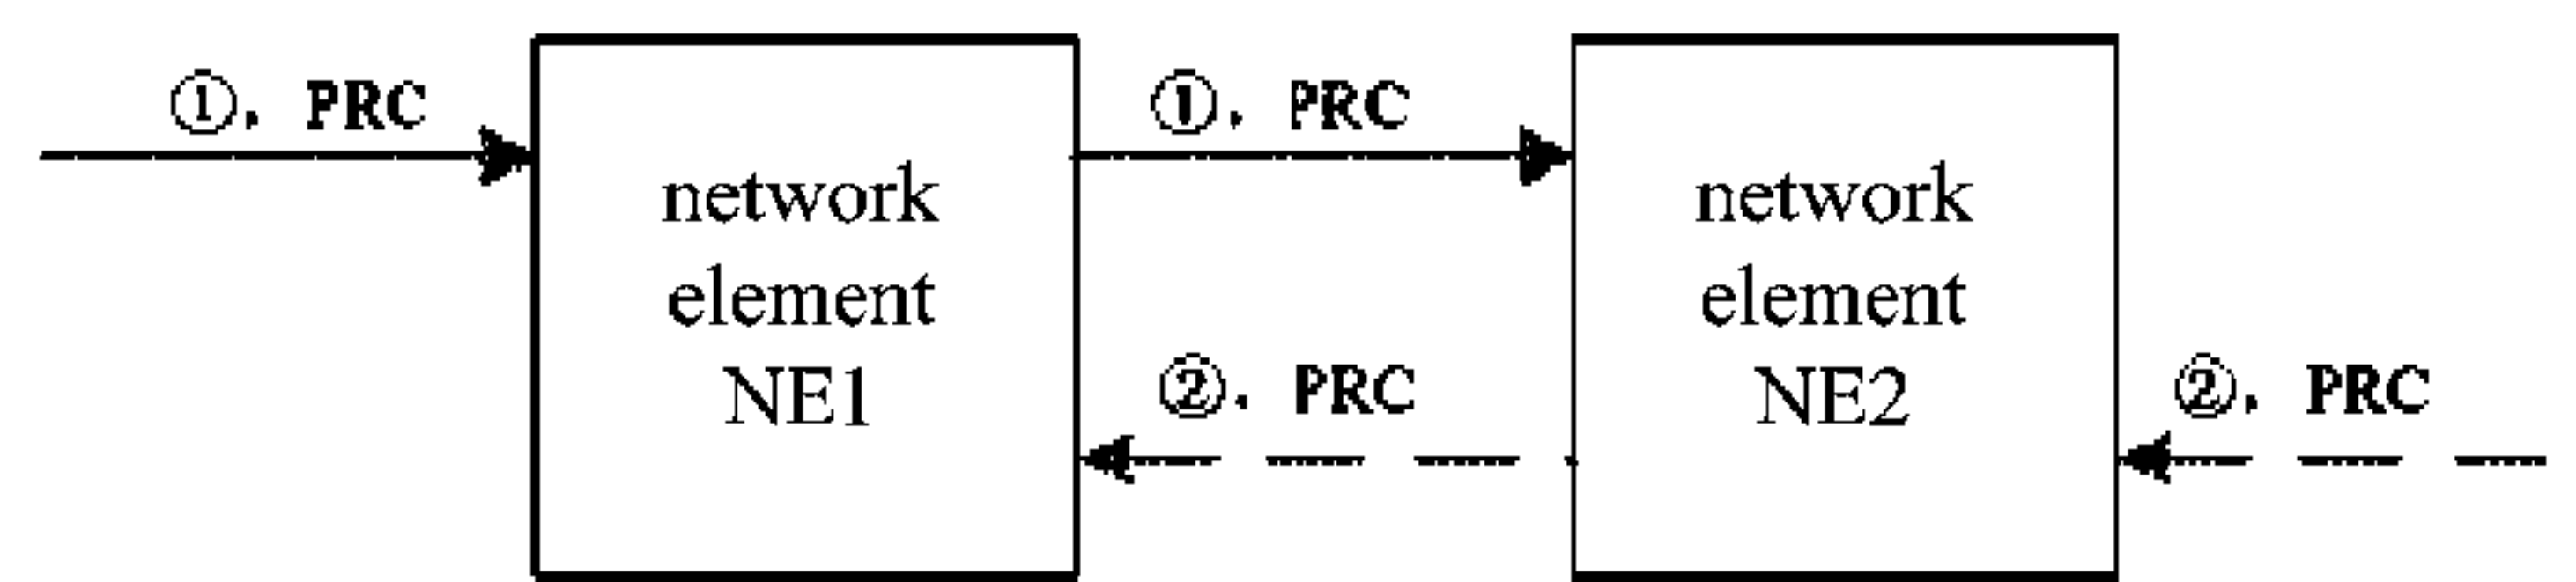 ①. PRC
①. PRC
network
element
NE1
network
element
NE2
②. PRC
②. PRC